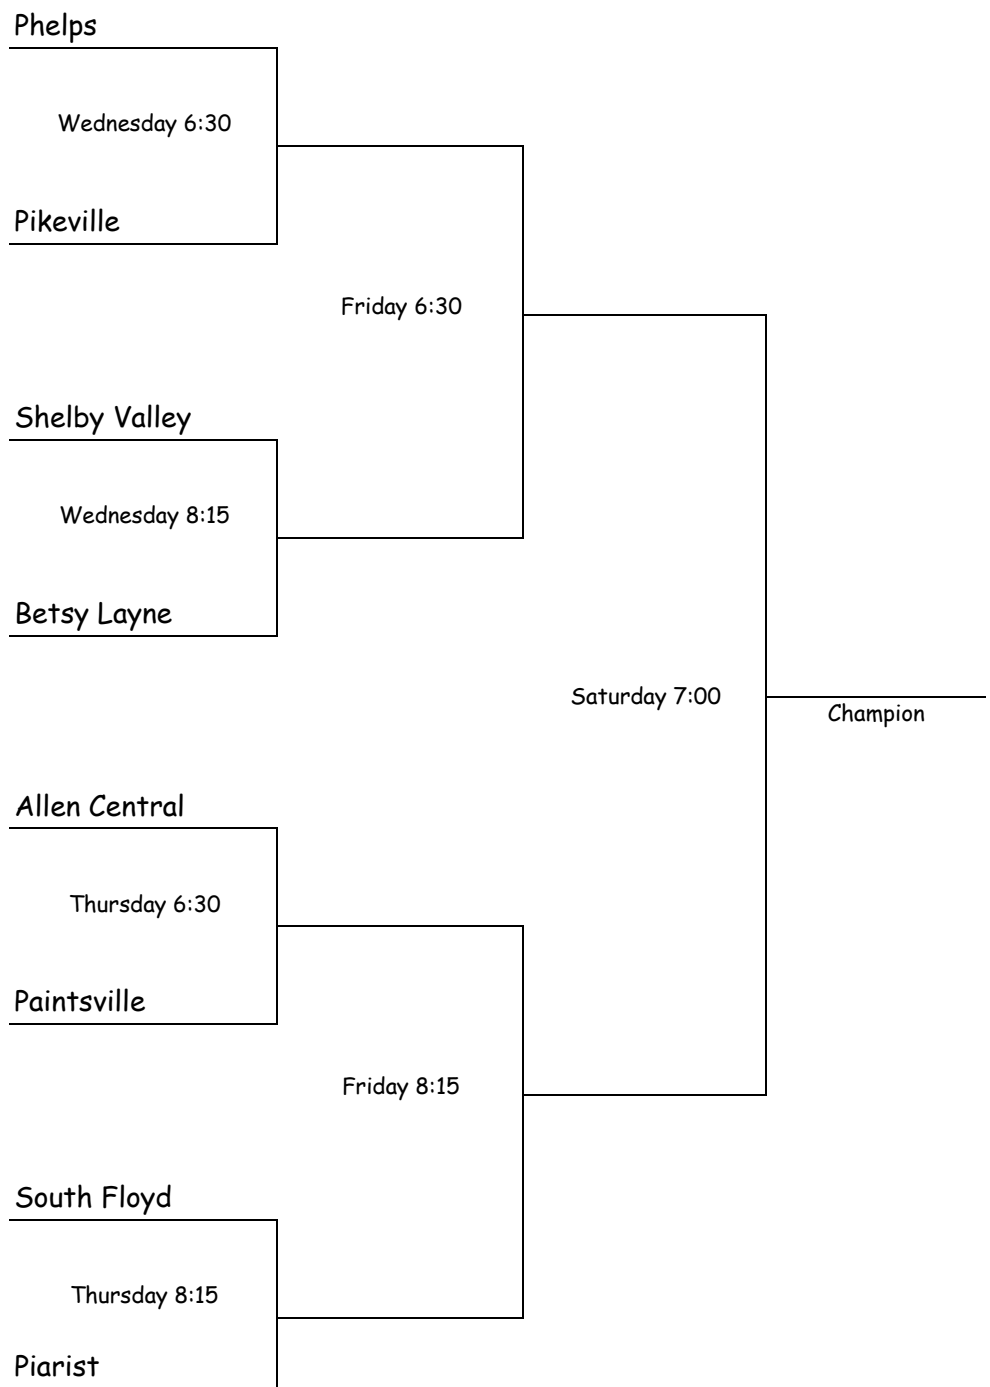 Phelps
Wednesday 6:30
Pikeville
Friday 6:30
Shelby Valley
Wednesday 8:15
Betsy Layne
Saturday 7:00
Champion
Allen Central
Thursday 6:30
Paintsville
Friday 8:15
South Floyd
Thursday 8:15
Piarist